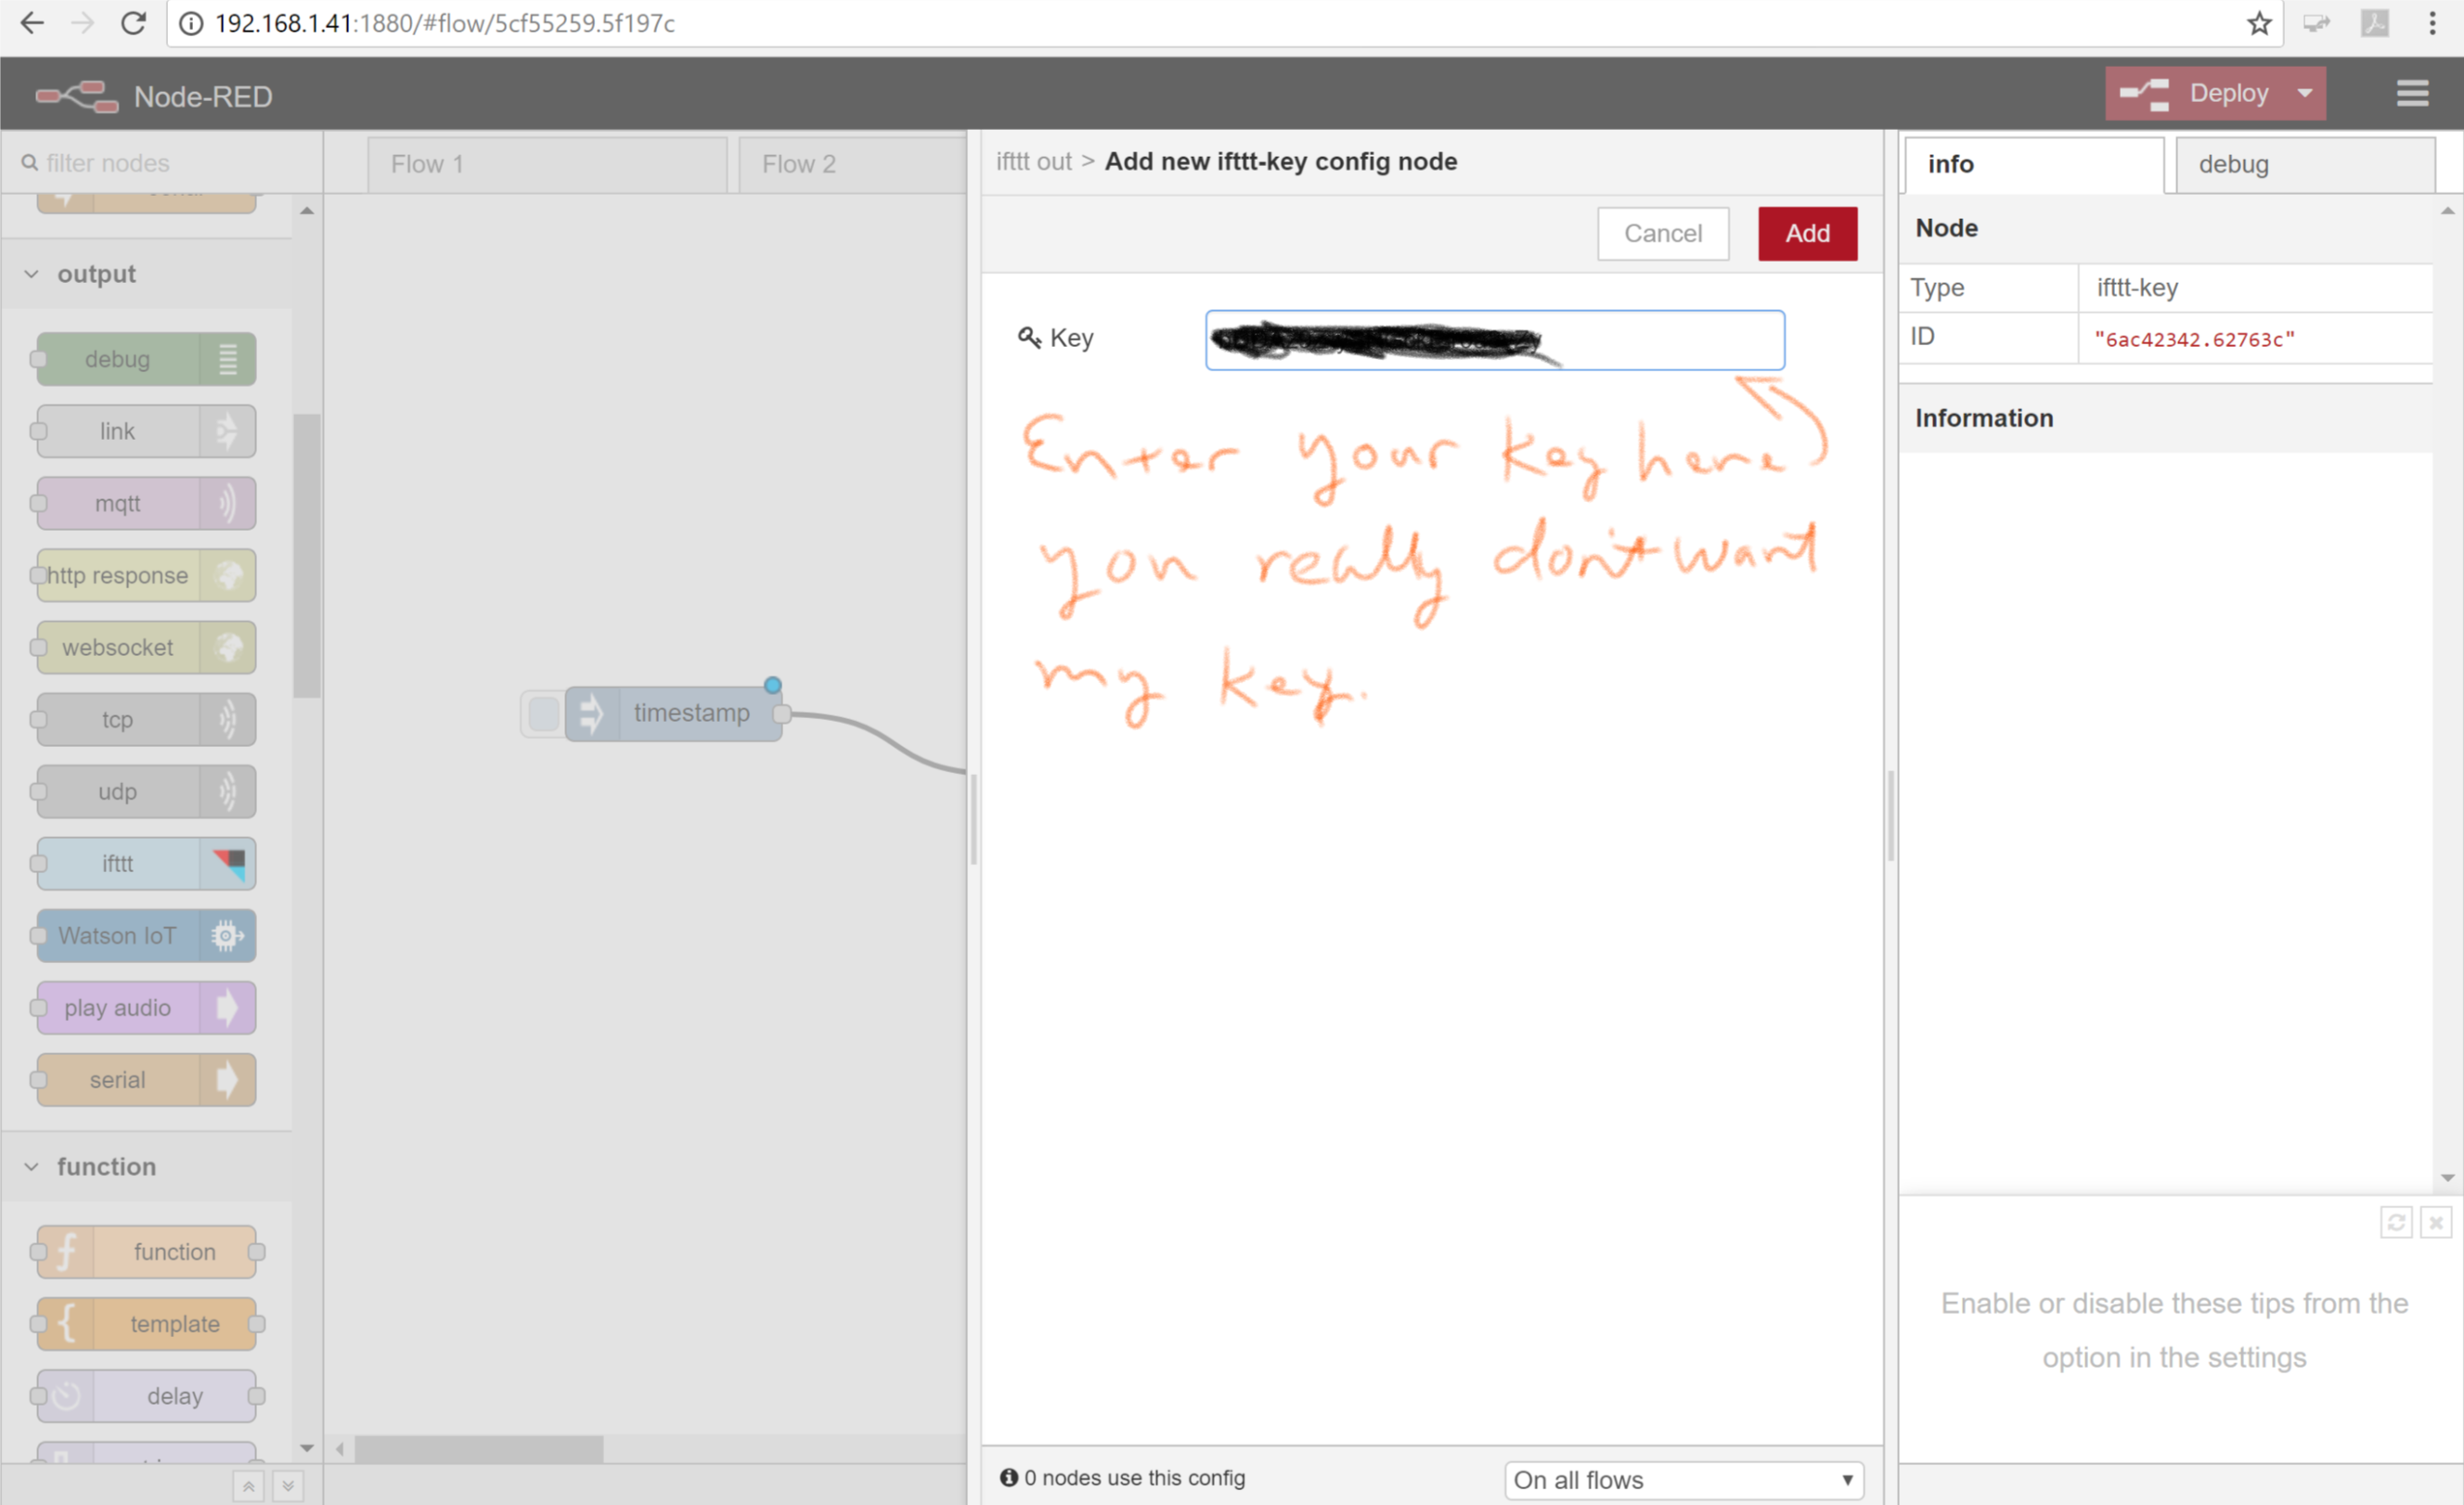 192.168.1.41:1880/#flow/5cf55259.5f197c
Node-RED
Deploy
filter nodes
Flow 1
Flow 2
ifttt out > Add new ifttt-key config node
info
debug
Cancel
Add
Node
Type
ifttt-key
ID
"6ac42342.62763c"
Information
output
debug
link
mqtt
http response
websocket
tcp
udp
ifttt
Watson IoT
play audio
serial
function
function
template
delay
timestamp
Key
Enter your key here
you really don't want
my key.
0 nodes use this config
On all flows
Enable or disable these tips from the
option in the settings